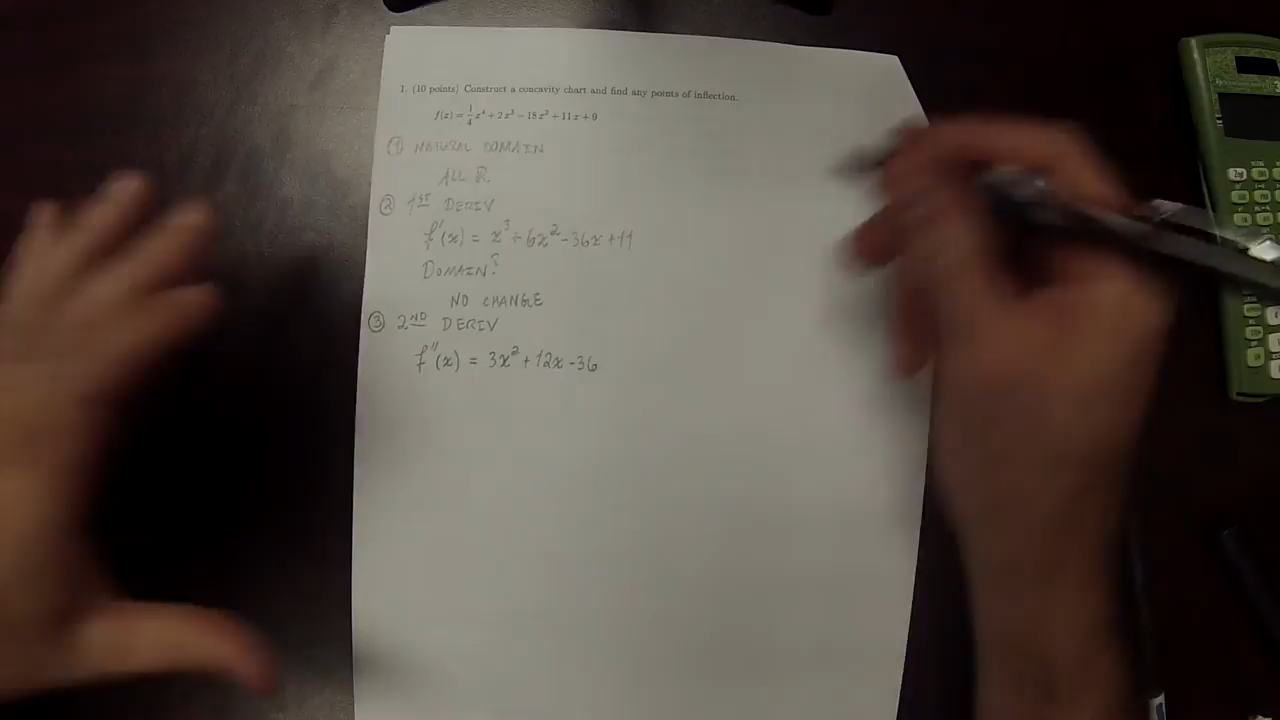 1. (10 points) Construct a concavity chart and find any points of inflection.
f(x) = 1/4 x⁴ + 2x³ − 18x² + 11x + 9
① NATURAL DOMAIN
ALL ℝ.
② 1ST DERIV
f'(x) = x³ + 6x² - 36x + 11
DOMAIN?
NO CHANGE
③ 2ND DERIV
f''(x) = 3x² + 12x - 36